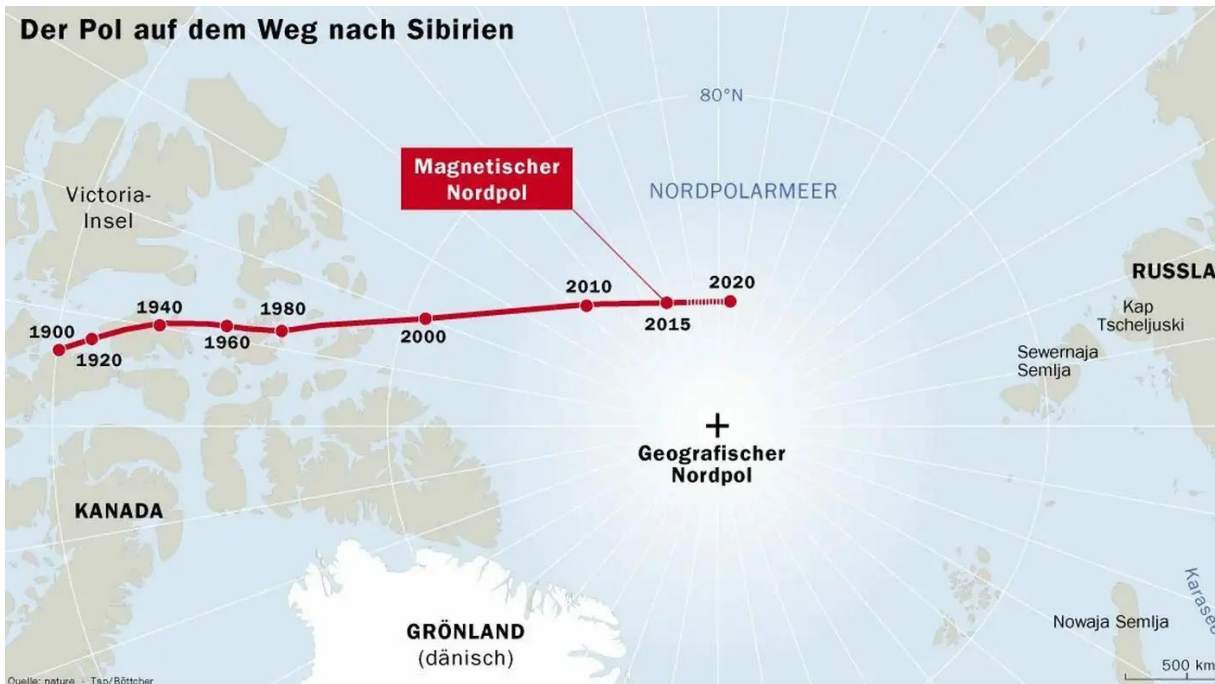 Der Pol auf dem Weg nach Sibirien
80°N
Magnetischer
Nordpol
NORDPOLARMEER
Victoria-
Insel
RUSSLA
Kap
Tscheljuski
Sewernaja
Semlja
1900
1920
1940
1960
1980
2000
2010
2015
2020
Geografischer
Nordpol
KANADA
GRÖNLAND
(dänisch)
Nowaja Semlja
Karasee
500 km
Quelle: nature · Tsp/Böttcher